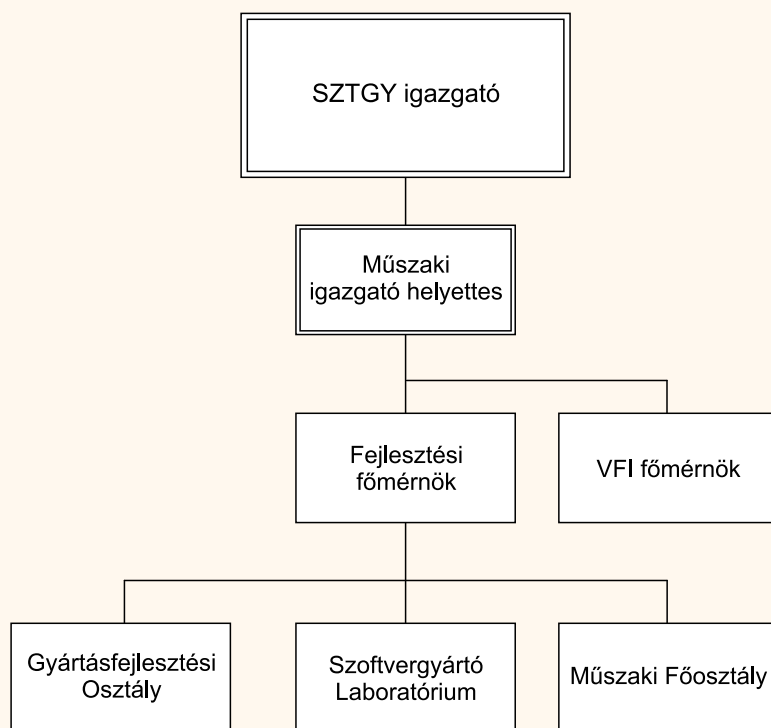 SZTGY igazgató
Műszaki
igazgató helyettes
Fejlesztési
főmérnök
VFI főmérnök
Gyártásfejlesztési
Osztály
Szoftvergyártó
Laboratórium
Műszaki Főosztály